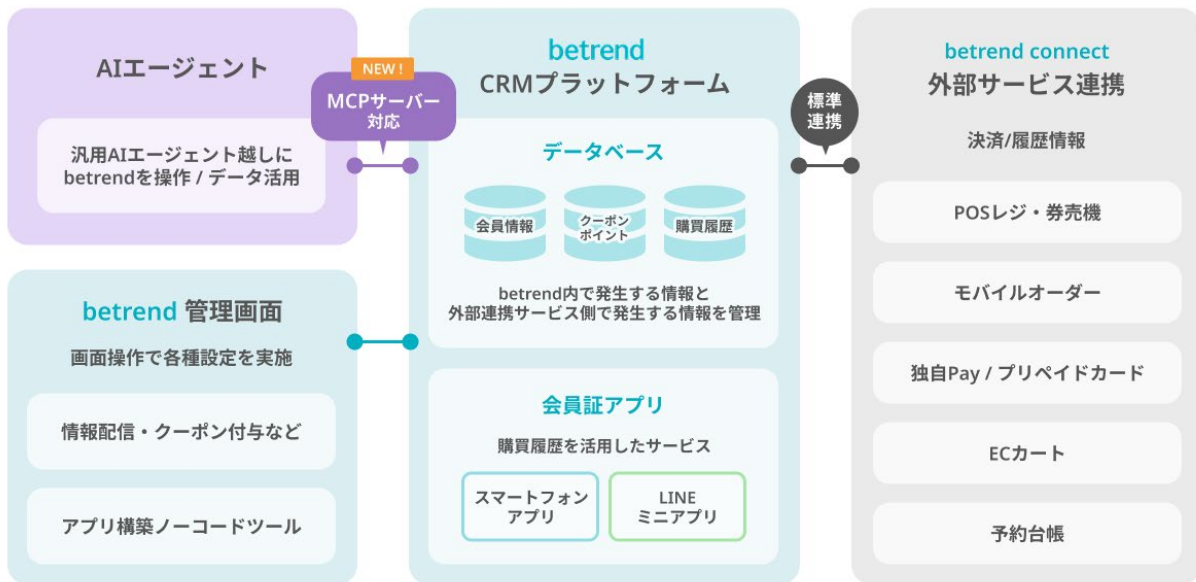 AIエージェント
汎用AIエージェント越しに
betrendを操作 / データ活用
NEW !
MCPサーバー
対応
betrend 管理画面
画面操作で各種設定を実施
情報配信・クーポン付与など
アプリ構築ノーコードツール
betrend
CRMプラットフォーム
データベース
会員情報
クーポン
ポイント
購買履歴
betrend内で発生する情報と
外部連携サービス側で発生する情報を管理
会員証アプリ
購買履歴を活用したサービス
スマートフォン
アプリ
LINE
ミニアプリ
標準
連携
betrend connect
外部サービス連携
決済/履歴情報
POSレジ・券売機
モバイルオーダー
独自Pay / プリペイドカード
ECカート
予約台帳